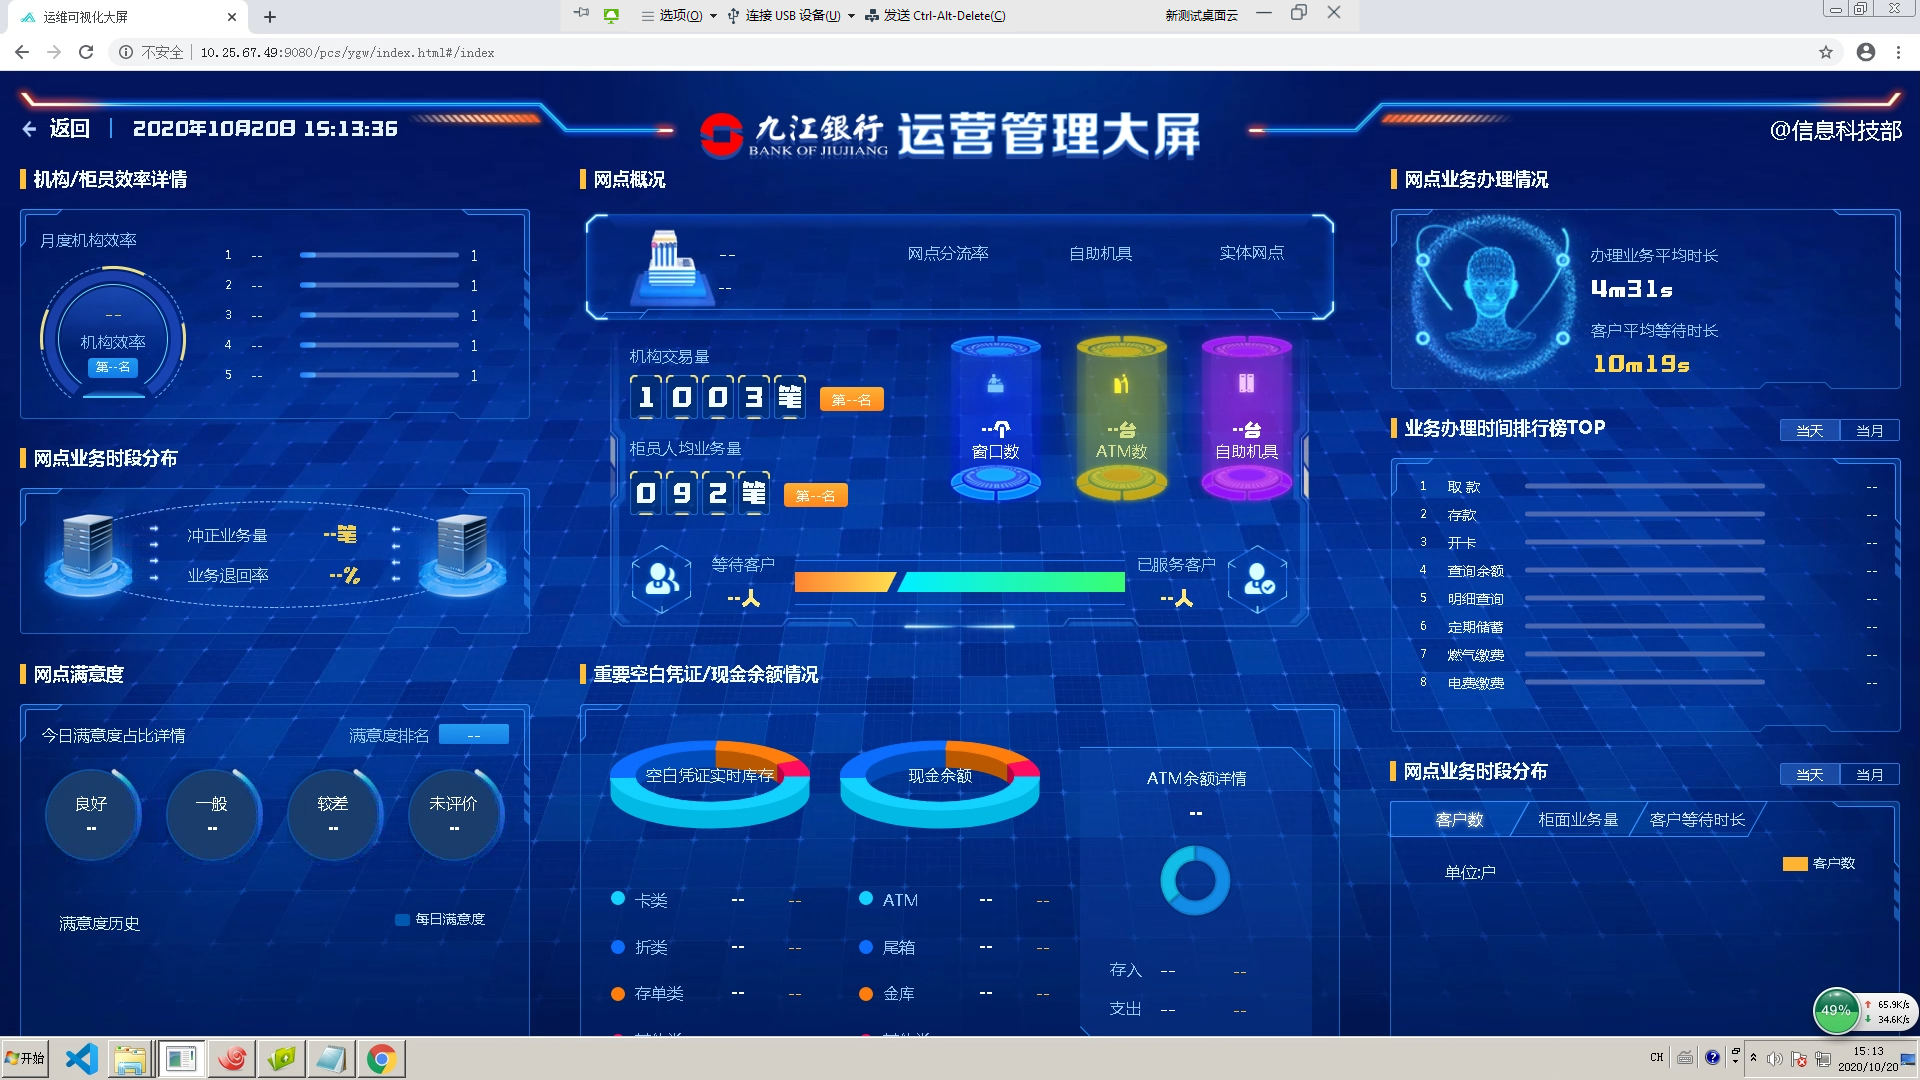 运维可视化大屏
选项(O)
连接 USB 设备(U)
发送 Ctrl-Alt-Delete(C)
新测试桌面云
不安全
10.25.67.49:9080/pcs/ygw/index.html#/index
返回
2020年10月20日 15:13:36
九江银行
BANK OF JIUJIANG
运营管理大屏
@信息科技部
机构/柜员效率详情
月度机构效率
--
机构效率
第--名
1 -- 1
2 -- 1
3 -- 1
4 -- 1
5 -- 1
网点业务时段分布
冲正业务量 --笔
业务退回率 --%
网点满意度
今日满意度占比详情
满意度排名 --
良好 --
一般 --
较差 --
未评价 --
满意度历史
每日满意度
网点概况
--
--
网点分流率
自助机具
实体网点
机构交易量
1003笔
第--名
柜员人均业务量
092笔
第--名
--个
窗口数
--台
ATM数
--台
自助机具
等待客户
--人
已服务客户
--人
重要空白凭证/现金余额情况
空白凭证实时库存
现金余额
卡类 -- --
折类 -- --
存单类 -- --
ATM -- --
尾箱 -- --
金库 -- --
ATM余额详情
--
存入 -- --
支出 -- --
网点业务办理情况
办理业务平均时长
4m31s
客户平均等待时长
10m19s
业务办理时间排行榜TOP
当天
当月
1 取 款 --
2 存款 --
3 开卡 --
4 查询余额 --
5 明细查询 --
6 定期储蓄 --
7 燃气缴费 --
8 电费缴费 --
网点业务时段分布
当天
当月
客户数
柜面业务量
客户等待时长
单位:户
客户数
49%
65.9K/s
34.6K/s
开始
CH
15:13
2020/10/20